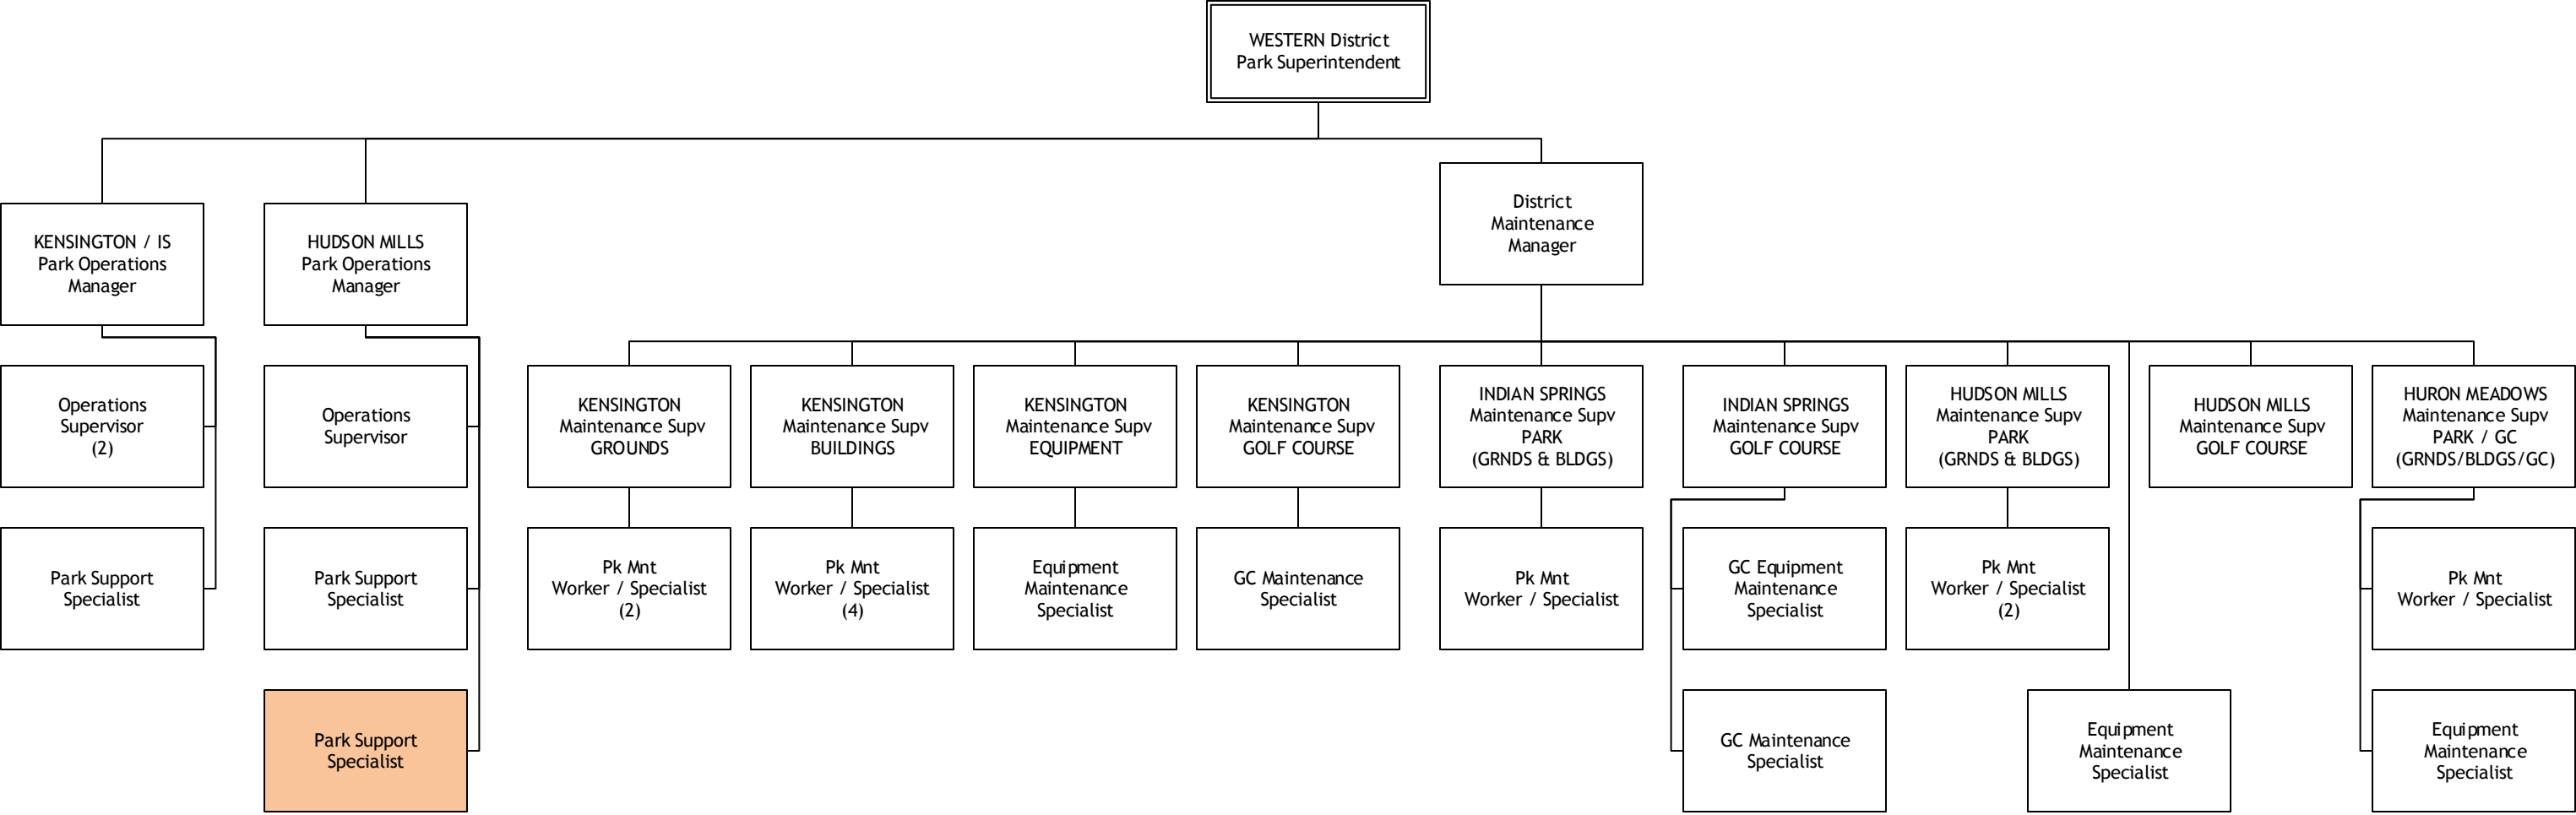 WESTERN District
Park Superintendent
District
Maintenance
Manager
KENSINGTON / IS
Park Operations
Manager
HUDSON MILLS
Park Operations
Manager
Operations
Supervisor
(2)
Operations
Supervisor
KENSINGTON
Maintenance Supv
GROUNDS
KENSINGTON
Maintenance Supv
BUILDINGS
KENSINGTON
Maintenance Supv
EQUIPMENT
KENSINGTON
Maintenance Supv
GOLF COURSE
INDIAN SPRINGS
Maintenance Supv
PARK
(GRNDS & BLDGS)
INDIAN SPRINGS
Maintenance Supv
GOLF COURSE
HUDSON MILLS
Maintenance Supv
PARK
(GRNDS & BLDGS)
HUDSON MILLS
Maintenance Supv
GOLF COURSE
HURON MEADOWS
Maintenance Supv
PARK / GC
(GRNDS/BLDGS/GC)
Park Support
Specialist
Park Support
Specialist
Pk Mnt
Worker / Specialist
(2)
Pk Mnt
Worker / Specialist
(4)
Equipment
Maintenance
Specialist
GC Maintenance
Specialist
Pk Mnt
Worker / Specialist
GC Equipment
Maintenance
Specialist
Pk Mnt
Worker / Specialist
(2)
Pk Mnt
Worker / Specialist
Park Support
Specialist
GC Maintenance
Specialist
Equipment
Maintenance
Specialist
Equipment
Maintenance
Specialist